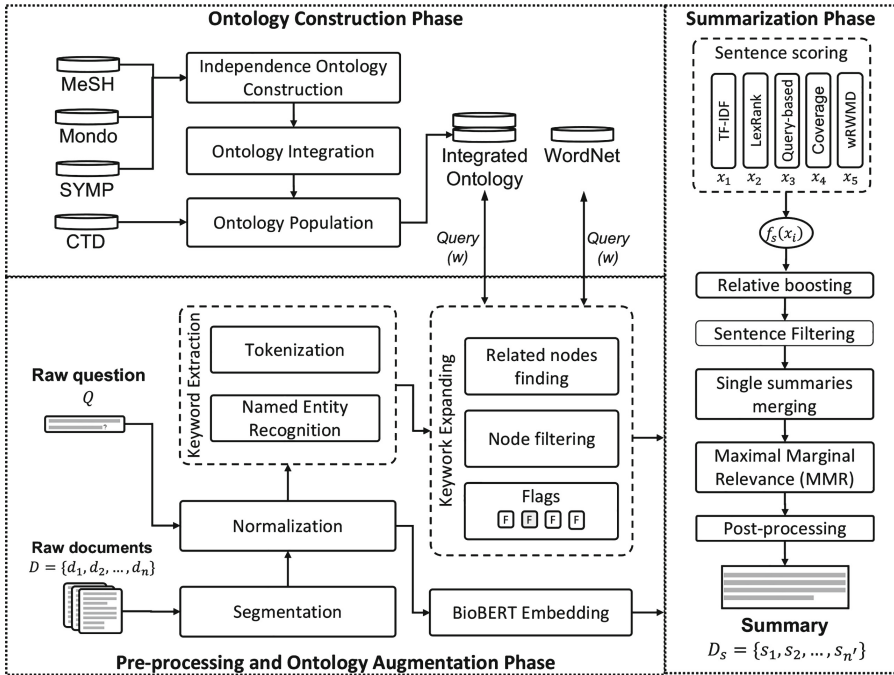 Ontology Construction Phase
MeSH
Mondo
SYMP
CTD
Independence Ontology
Construction
Ontology Integration
Ontology Population
Integrated
Ontology
WordNet
Query
(w)
Query
(w)
Raw question
Q
Raw documents
D = {d₁, d₂, …, dₙ}
Keyword Extraction
Tokenization
Named Entity
Recognition
Normalization
Segmentation
Keywork Expanding
Related nodes
finding
Node filtering
Flags
F F F F
BioBERT Embedding
Pre-processing and Ontology Augmentation Phase
Summarization Phase
Sentence scoring
TF-IDF
LexRank
Query-based
Coverage
wRWMD
x₁ x₂ x₃ x₄ x₅
fₛ(xᵢ)
Relative boosting
Sentence Filtering
Single summaries
merging
Maximal Marginal
Relevance (MMR)
Post-processing
Summary
Dₛ = {s₁, s₂, …, sₙ′}